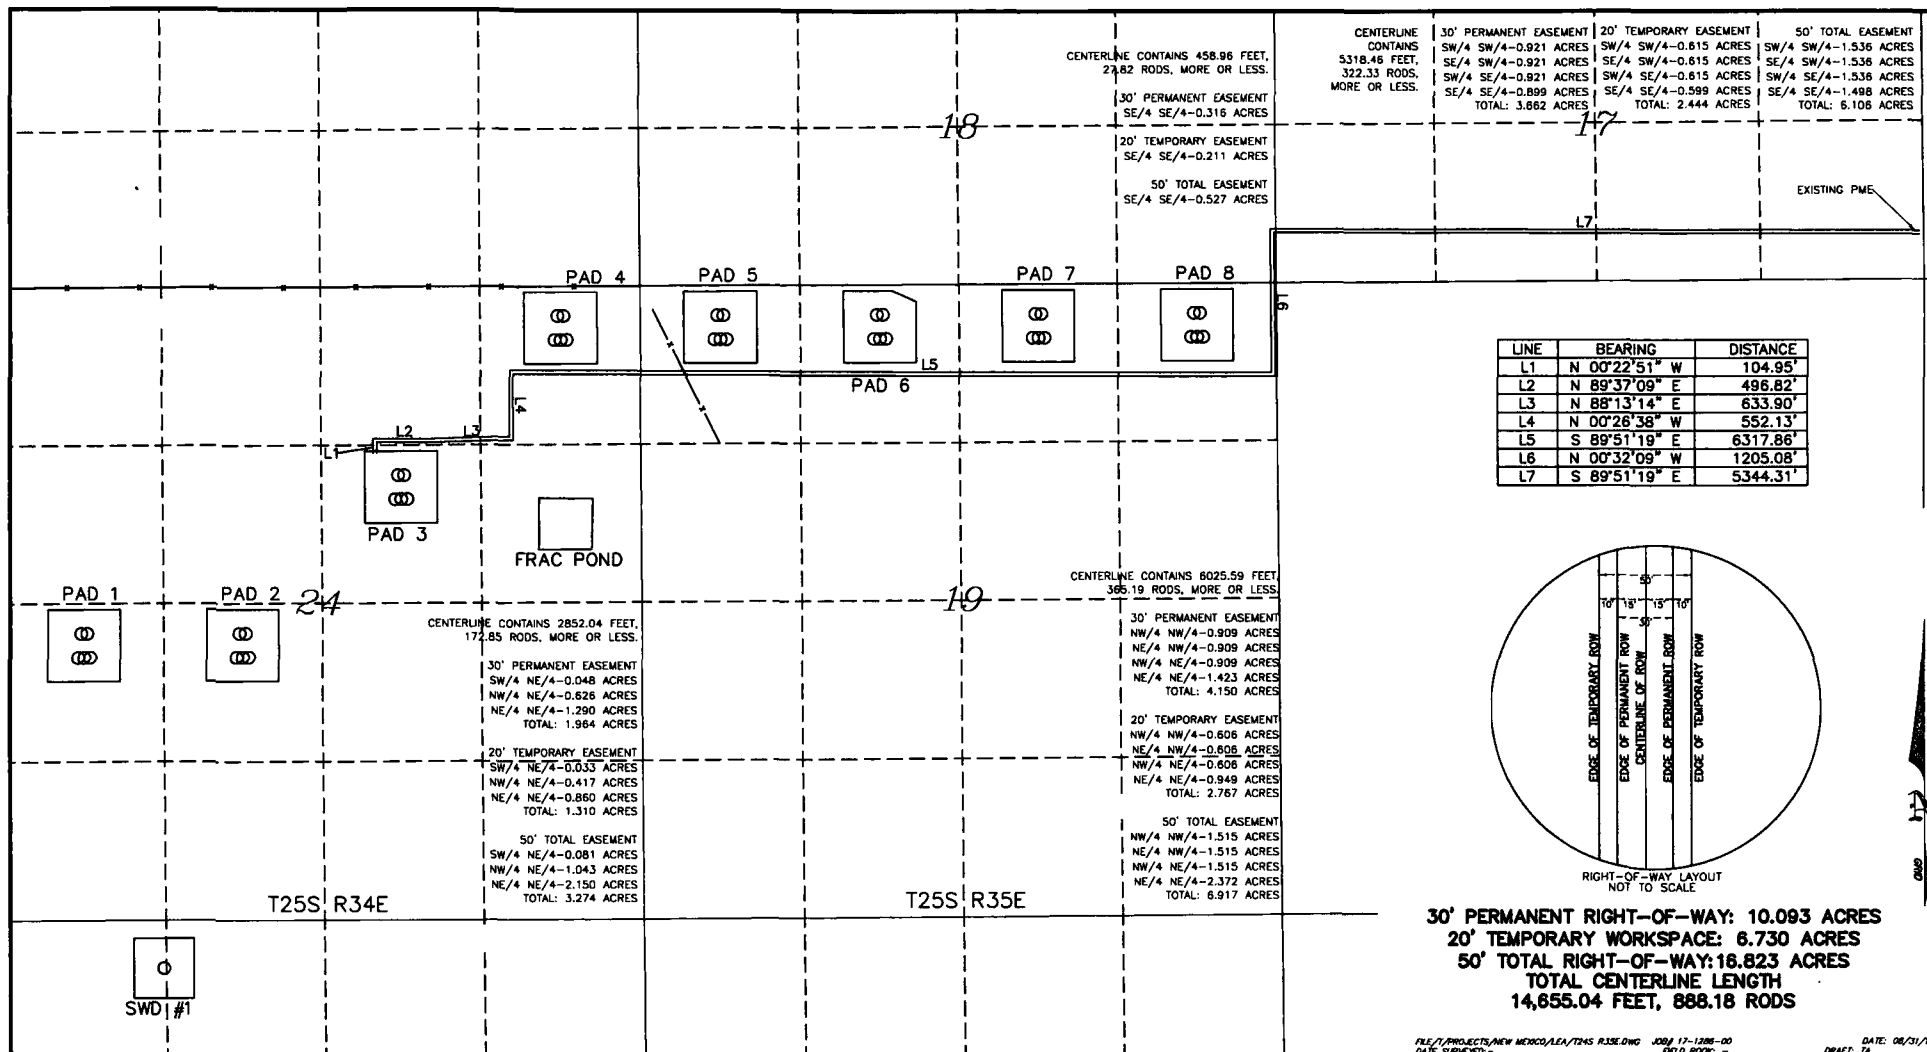 CENTERLINE CONTAINS 458.96 FEET,
27.82 RODS, MORE OR LESS.
30' PERMANENT EASEMENT
SE/4 SE/4-0.316 ACRES
20' TEMPORARY EASEMENT
SE/4 SE/4-0.211 ACRES
50' TOTAL EASEMENT
SE/4 SE/4-0.527 ACRES
18
CENTERLINE
CONTAINS
5318.46 FEET,
322.33 RODS,
MORE OR LESS.
30' PERMANENT EASEMENT
SW/4 SW/4-0.921 ACRES
SE/4 SW/4-0.921 ACRES
SW/4 SE/4-0.921 ACRES
SE/4 SE/4-0.899 ACRES
TOTAL: 3.662 ACRES
20' TEMPORARY EASEMENT
SW/4 SW/4-0.615 ACRES
SE/4 SW/4-0.615 ACRES
SW/4 SE/4-0.615 ACRES
SE/4 SE/4-0.599 ACRES
TOTAL: 2.444 ACRES
50' TOTAL EASEMENT
SW/4 SW/4-1.536 ACRES
SE/4 SW/4-1.536 ACRES
SW/4 SE/4-1.536 ACRES
SE/4 SE/4-1.498 ACRES
TOTAL: 6.106 ACRES
17
EXISTING PME
L7
PAD 4
PAD 5
PAD 7
PAD 8
L6
L5
PAD 6
L4
L2
L3
L1
PAD 3
FRAC POND
LINE BEARING DISTANCE
L1 N 00°22'51" W 104.95'
L2 N 89°37'09" E 496.82'
L3 N 88°13'14" E 633.90'
L4 N 00°26'38" W 552.13'
L5 S 89°51'19" E 6317.86'
L6 N 00°32'09" W 1205.08'
L7 S 89°51'19" E 5344.31'
PAD 1
PAD 2
24
CENTERLINE CONTAINS 2852.04 FEET,
172.85 RODS, MORE OR LESS.
30' PERMANENT EASEMENT
SW/4 NE/4-0.048 ACRES
NW/4 NE/4-0.626 ACRES
NE/4 NE/4-1.290 ACRES
TOTAL: 1.964 ACRES
20' TEMPORARY EASEMENT
SW/4 NE/4-0.033 ACRES
NW/4 NE/4-0.417 ACRES
NE/4 NE/4-0.860 ACRES
TOTAL: 1.310 ACRES
50' TOTAL EASEMENT
SW/4 NE/4-0.081 ACRES
NW/4 NE/4-1.043 ACRES
NE/4 NE/4-2.150 ACRES
TOTAL: 3.274 ACRES
19
CENTERLINE CONTAINS 6025.59 FEET,
365.19 RODS, MORE OR LESS.
30' PERMANENT EASEMENT
NW/4 NW/4-0.909 ACRES
NE/4 NW/4-0.909 ACRES
NW/4 NE/4-0.909 ACRES
NE/4 NE/4-1.423 ACRES
TOTAL: 4.150 ACRES
20' TEMPORARY EASEMENT
NW/4 NW/4-0.606 ACRES
NE/4 NW/4-0.606 ACRES
NW/4 NE/4-0.606 ACRES
NE/4 NE/4-0.949 ACRES
TOTAL: 2.767 ACRES
50' TOTAL EASEMENT
NW/4 NW/4-1.515 ACRES
NE/4 NW/4-1.515 ACRES
NW/4 NE/4-1.515 ACRES
NE/4 NE/4-2.372 ACRES
TOTAL: 6.917 ACRES
50'
10' 15' 15' 10'
30'
EDGE OF TEMPORARY ROW
EDGE OF PERMANENT ROW
CENTERLINE OF ROW
EDGE OF PERMANENT ROW
EDGE OF TEMPORARY ROW
RIGHT-OF-WAY LAYOUT
NOT TO SCALE
T25S R34E
T25S R35E
SWD #1
30' PERMANENT RIGHT-OF-WAY: 10.093 ACRES
20' TEMPORARY WORKSPACE: 6.730 ACRES
50' TOTAL RIGHT-OF-WAY: 16.823 ACRES
TOTAL CENTERLINE LENGTH
14,655.04 FEET, 888.18 RODS
FILE/T/PROJECTS/NEW MEXICO/LEA/T24S R35E.DWG JOB# 17-1286-00 DATE: 08/31/